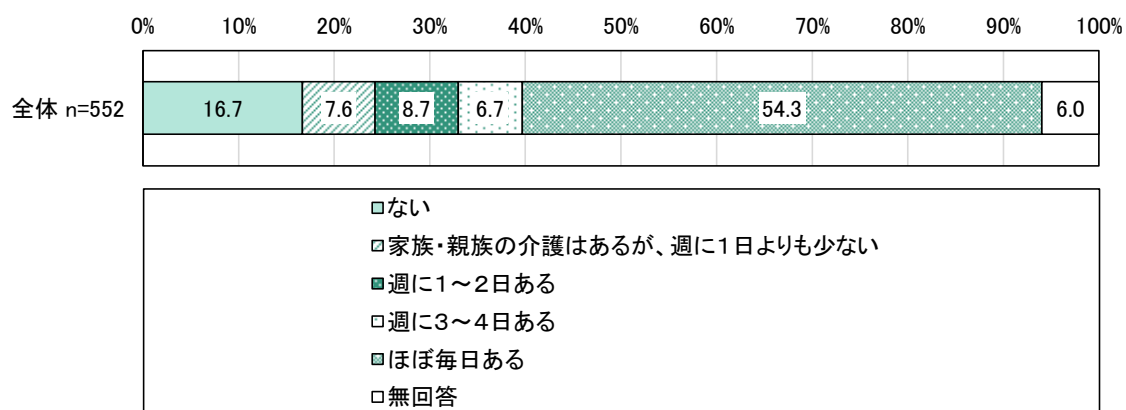 0% 10% 20% 30% 40% 50% 60% 70% 80% 90% 100%
全体 n=552 16.7 7.6 8.7 6.7 54.3 6.0
ない
家族・親族の介護はあるが、週に１日よりも少ない
週に１～２日ある
週に３～４日ある
ほぼ毎日ある
無回答